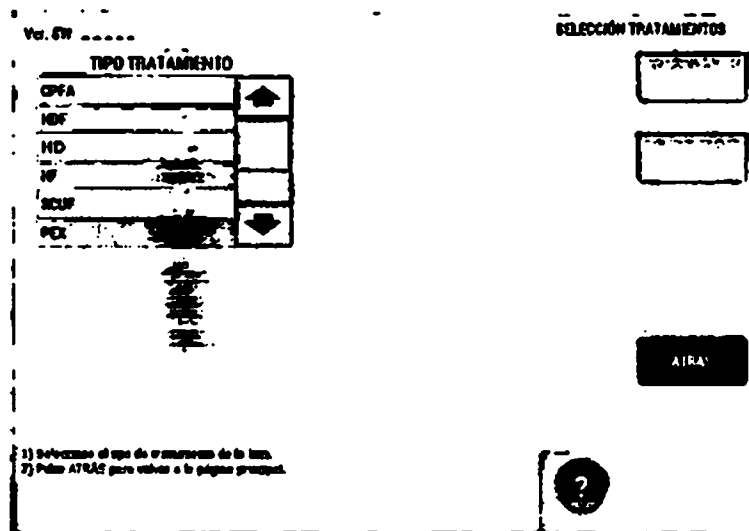 Ver. SW _ _ _ _ _
SELECCIÓN TRATAMIENTOS
TIPO TRATAMIENTO
CPFA
HDF
HD
HF
SCUF
PEX
ATRAS
1) Seleccione el tipo de tratamiento de la lista.
2) Pulse ATRÁS para volver a la página principal.
?